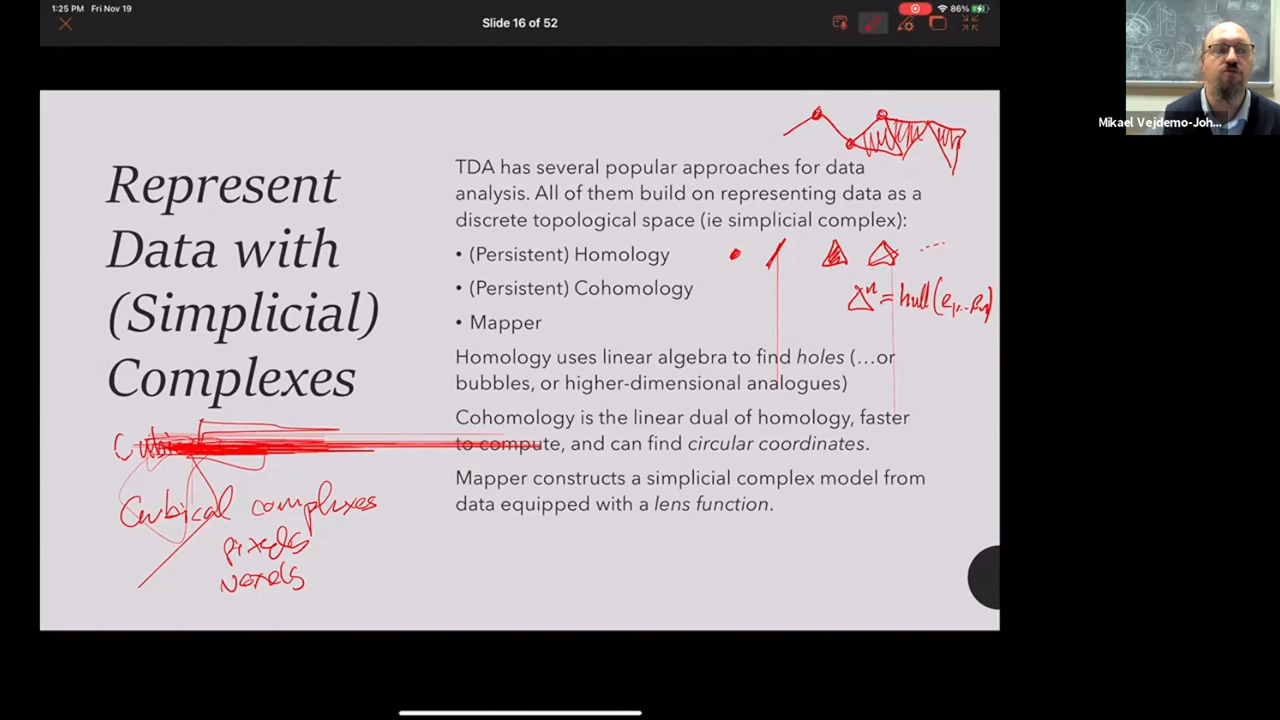 1:25 PM Fri Nov 19
Slide 16 of 52
86%
Mikael Vejdemo-Joh...
Represent
Data with
(Simplicial)
Complexes
TDA has several popular approaches for data
analysis. All of them build on representing data as a
discrete topological space (ie simplicial complex):
• (Persistent) Homology
• (Persistent) Cohomology
• Mapper
Δⁿ = hull(e₁,...eₙ)
Homology uses linear algebra to find holes (...or
bubbles, or higher-dimensional analogues)
Cohomology is the linear dual of homology, faster
to compute, and can find circular coordinates.
Mapper constructs a simplicial complex model from
data equipped with a lens function.
Cubical complexes
pixels
voxels